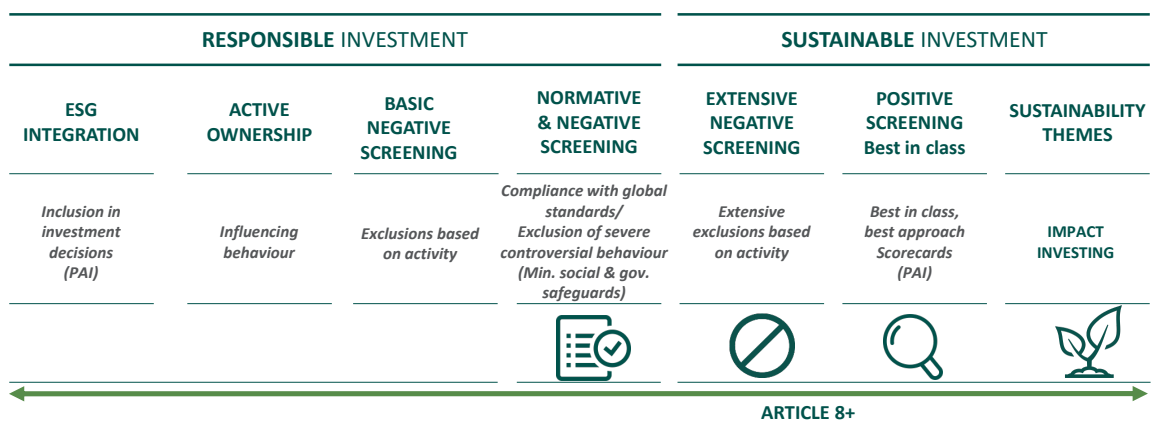 RESPONSIBLE INVESTMENT
SUSTAINABLE INVESTMENT
ESG
INTEGRATION
ACTIVE
OWNERSHIP
BASIC
NEGATIVE
SCREENING
NORMATIVE
& NEGATIVE
SCREENING
EXTENSIVE
NEGATIVE
SCREENING
POSITIVE
SCREENING
Best in class
SUSTAINABILITY
THEMES
Inclusion in
investment
decisions
(PAI)
Influencing
behaviour
Exclusions based
on activity
Compliance with global
standards/
Exclusion of severe
controversial behaviour
(Min. social & gov.
safeguards)
Extensive
exclusions based
on activity
Best in class,
best approach
Scorecards
(PAI)
IMPACT
INVESTING
ARTICLE 8+